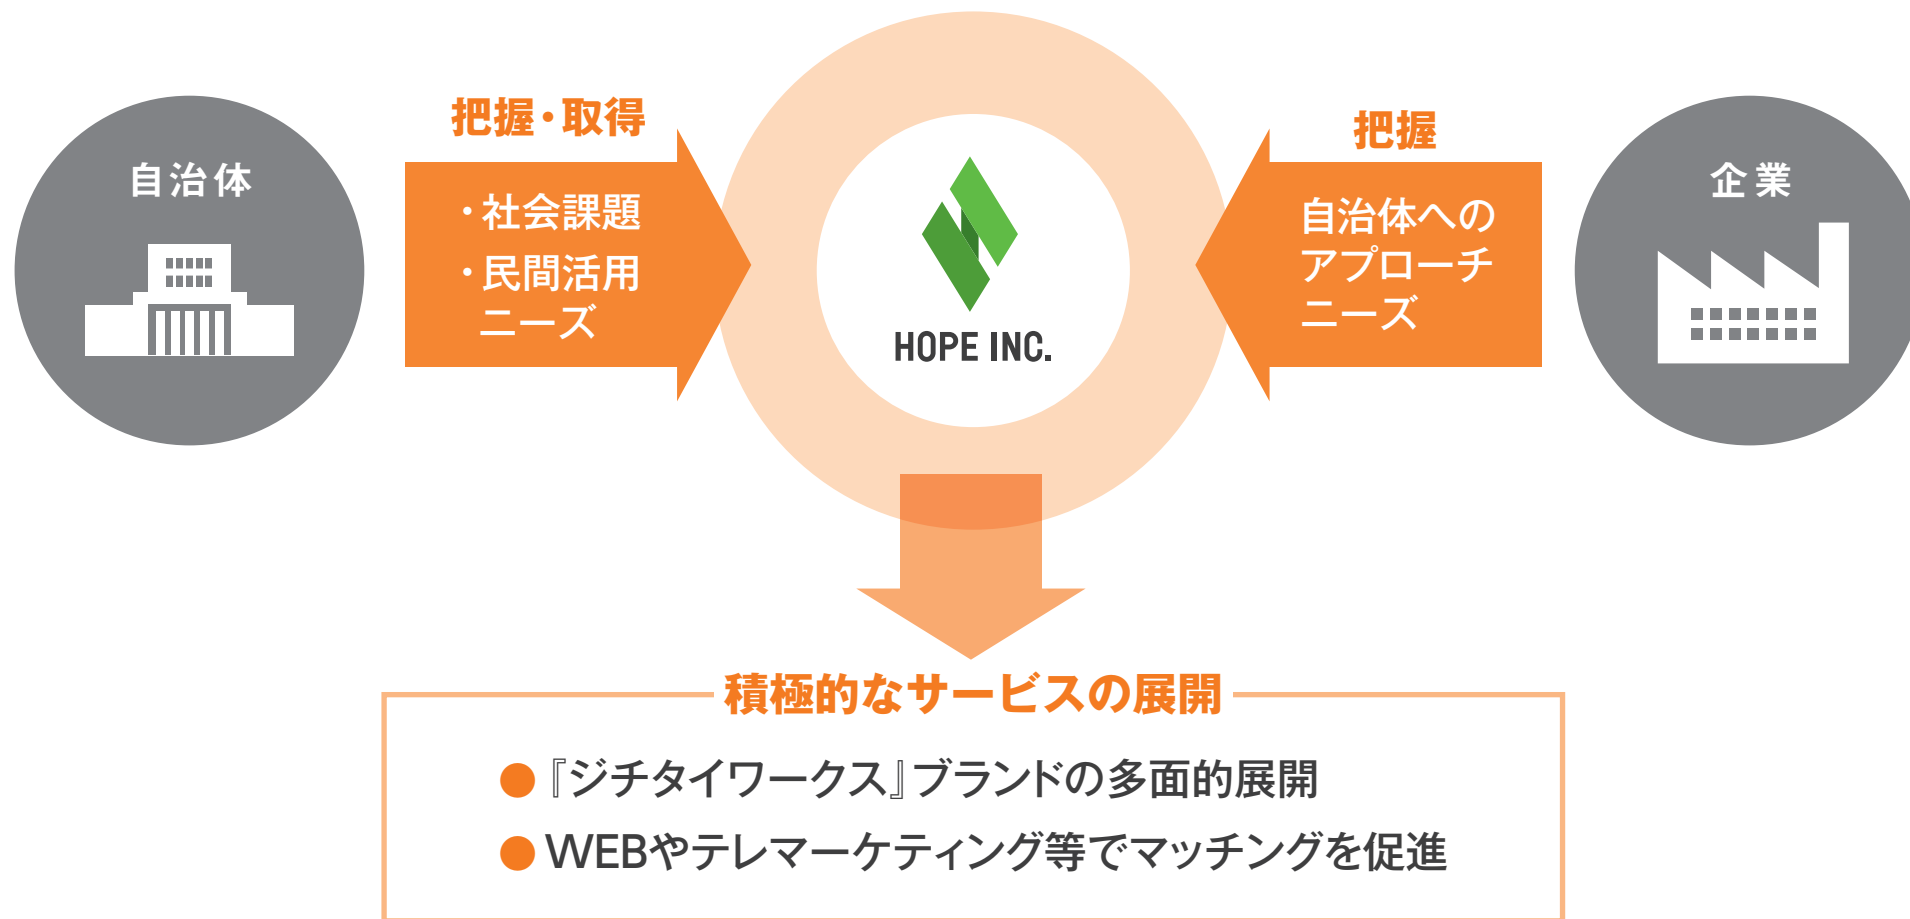 自治体
把握・取得
・社会課題
・民間活用
ニーズ
HOPE INC.
把握
自治体への
アプローチ
ニーズ
企業
積極的なサービスの展開
●『ジチタイワークス』ブランドの多面的展開
●WEBやテレマーケティング等でマッチングを促進